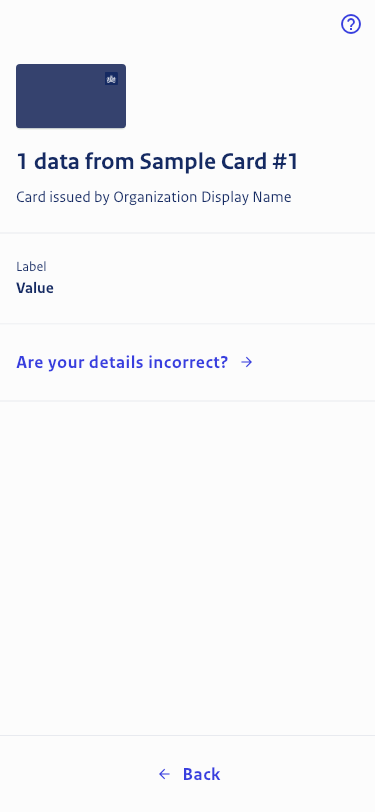 1 data from Sample Card #1
Card issued by Organization Display Name
Label
Value
Are your details incorrect?
Back